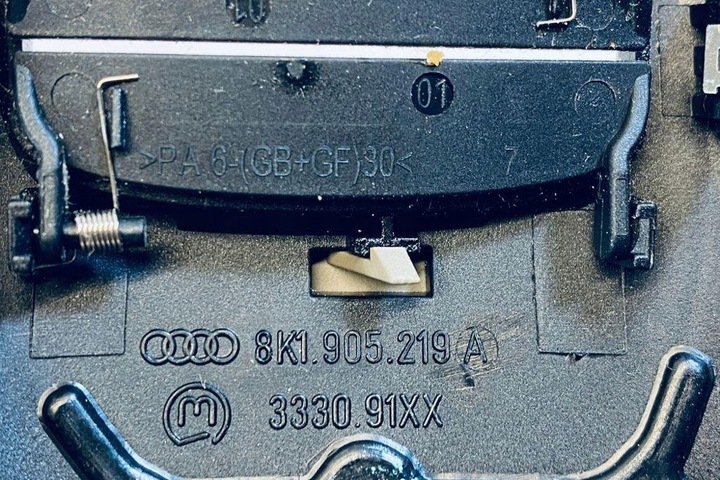 01
>PA 6-(GB+GF)30< 7
8K1.905.219 A
M 3330.91XX